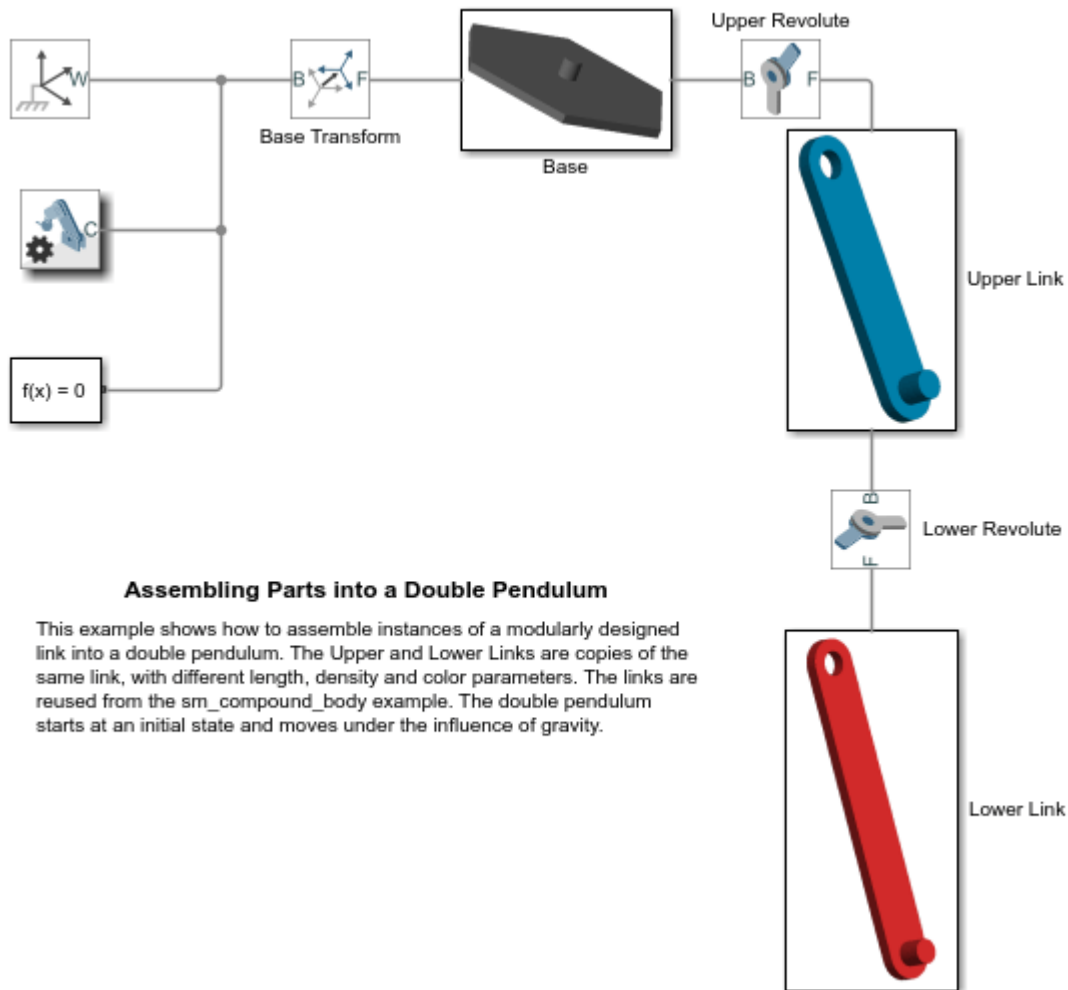 Upper Revolute
W
B
F
B
F
Base Transform
Base
C
Upper Link
f(x) = 0
B
Lower Revolute
F
Assembling Parts into a Double Pendulum
This example shows how to assemble instances of a modularly designed
link into a double pendulum. The Upper and Lower Links are copies of the
same link, with different length, density and color parameters. The links are
reused from the sm_compound_body example. The double pendulum
starts at an initial state and moves under the influence of gravity.
Lower Link